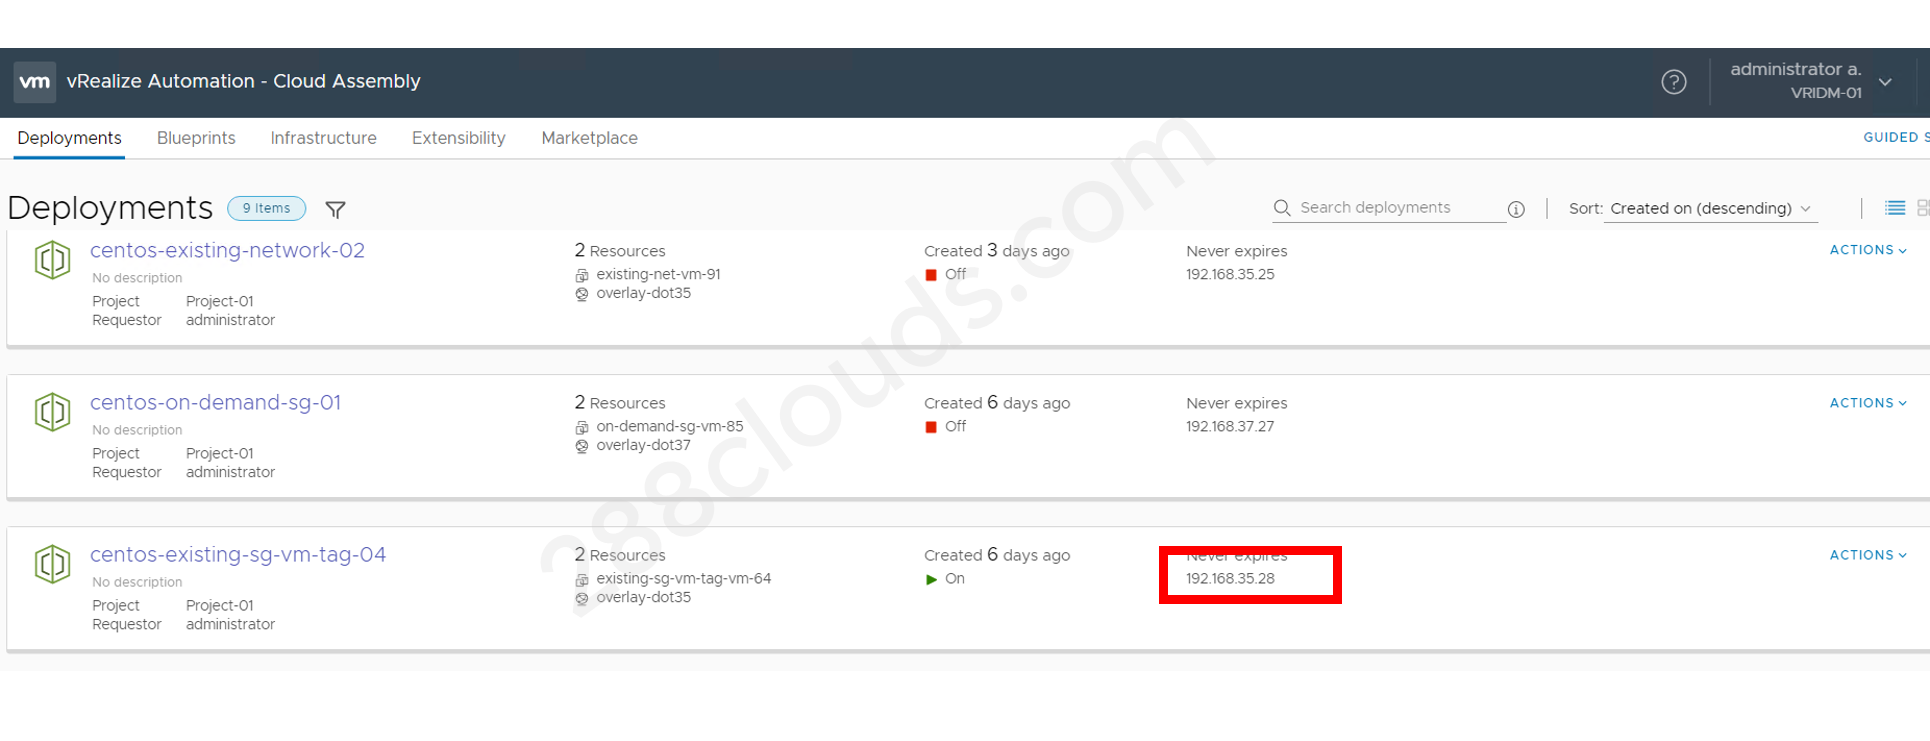 vm vRealize Automation - Cloud Assembly
administrator a.
VRIDM-01
Deployments Blueprints Infrastructure Extensibility Marketplace
GUIDED S
Deployments 9 Items
Search deployments
Sort: Created on (descending)
centos-existing-network-02 2 Resources Created 3 days ago Never expires ACTIONS
No description existing-net-vm-91 Off 192.168.35.25
overlay-dot35
Project Project-01
Requestor administrator
centos-on-demand-sg-01 2 Resources Created 6 days ago Never expires ACTIONS
No description on-demand-sg-vm-85 Off 192.168.37.27
overlay-dot37
Project Project-01
Requestor administrator
centos-existing-sg-vm-tag-04 2 Resources Created 6 days ago Never expires ACTIONS
No description existing-sg-vm-tag-vm-64 On 192.168.35.28
overlay-dot35
Project Project-01
Requestor administrator
288clouds.com